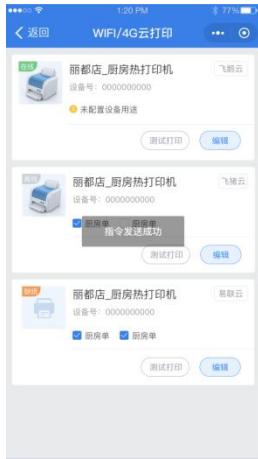 1:20 PM
77%
返回
WIFI/4G云打印
在线
丽都店_厨房热打印机
飞鹅云
设备号：0000000000
未配置设备用途
测试打印
编辑
离线
丽都店_厨房热打印机
飞猪云
设备号：0000000000
厨房单 厨房单
指令发送成功
测试打印
编辑
丽都店_厨房热打印机
易联云
设备号：0000000000
厨房单 厨房单
测试打印
编辑